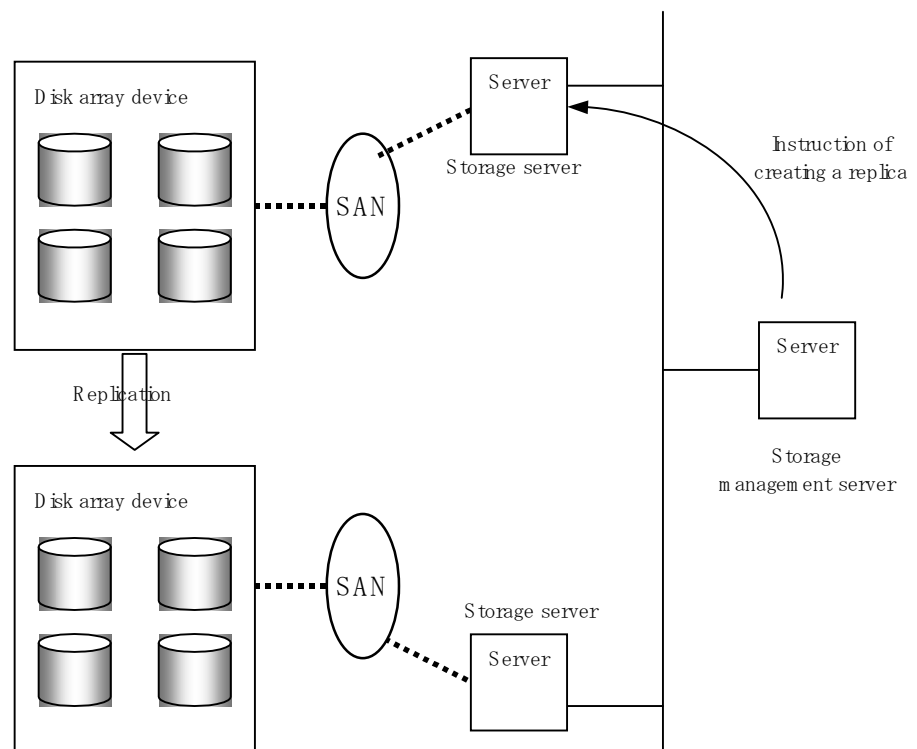 Disk array device
Server
Storage server
SAN
Instruction of
creating a replica
Server
Storage
management server
Replication
Disk array device
SAN
Storage server
Server